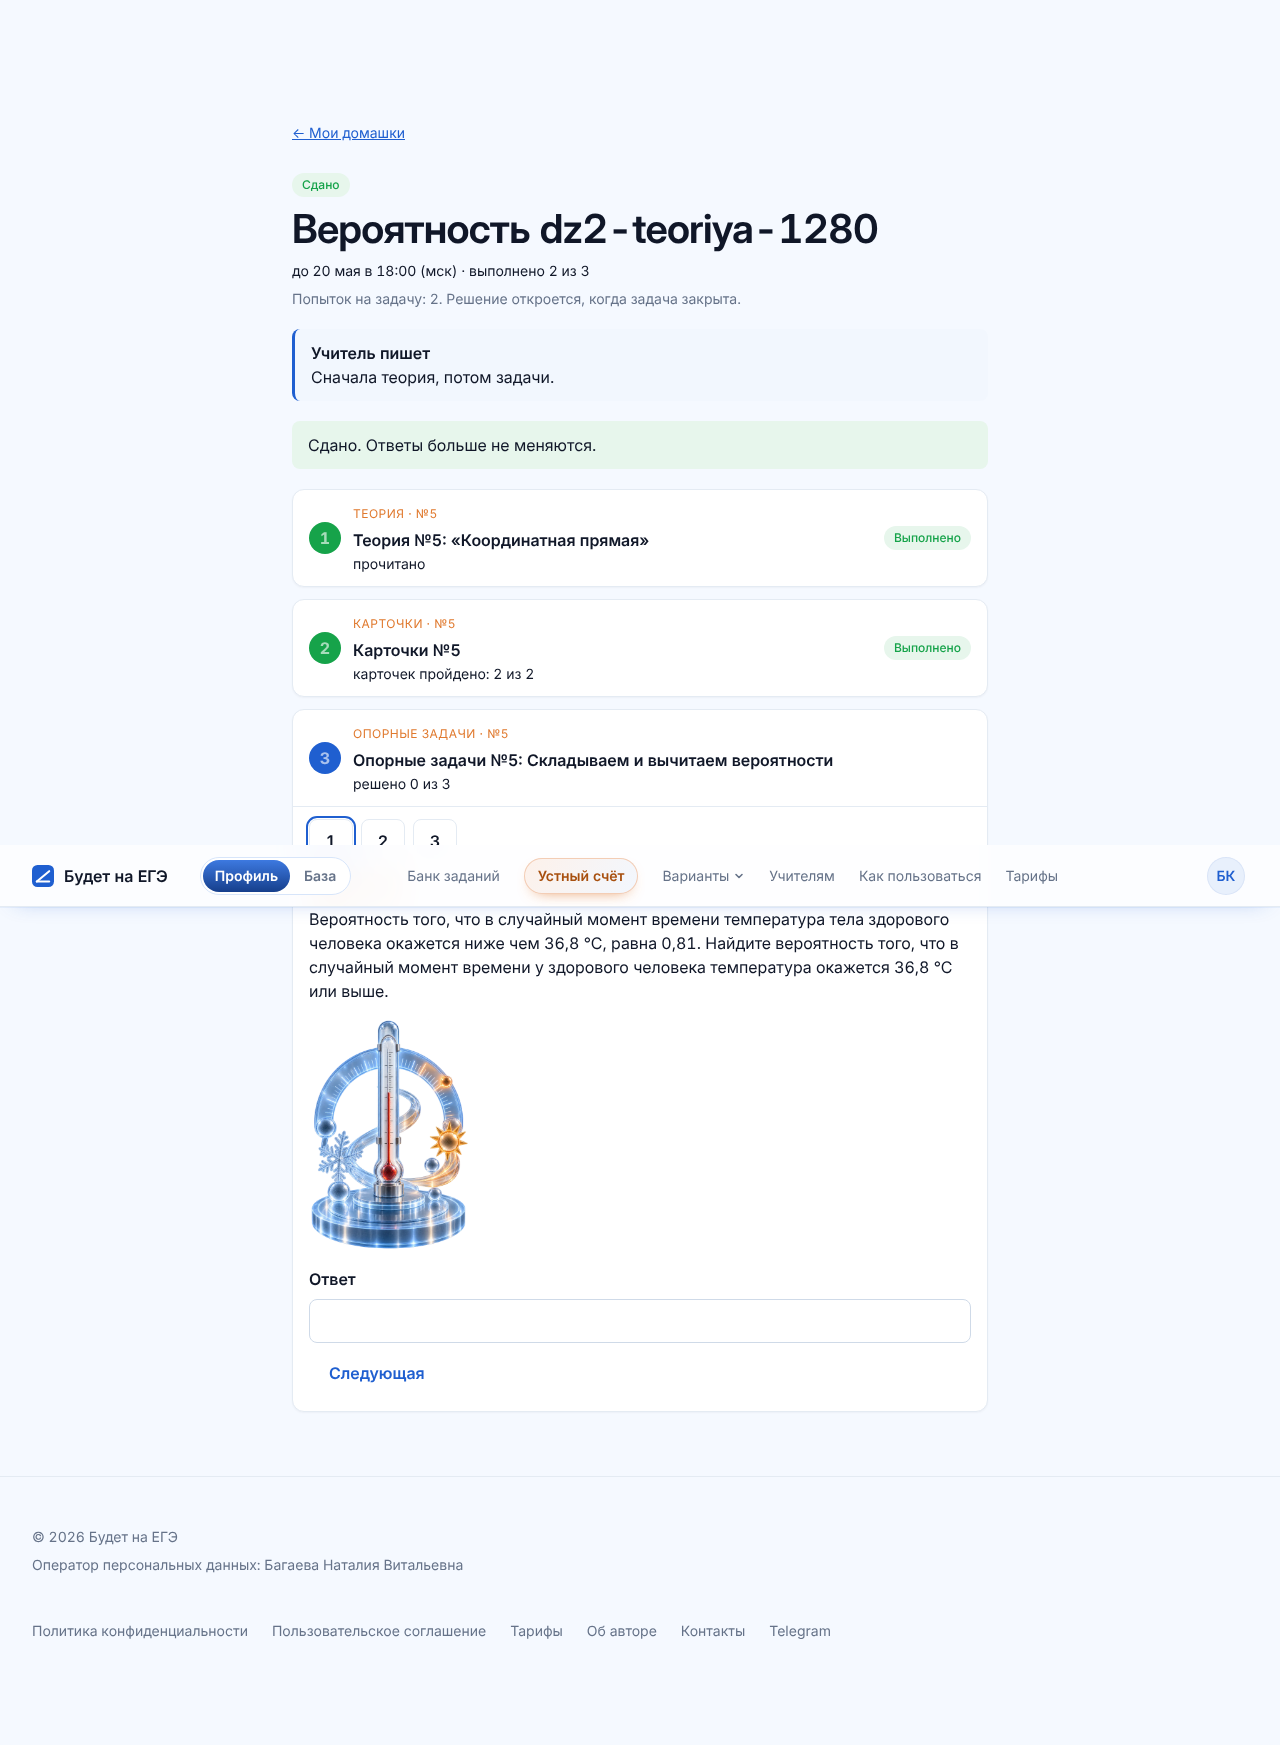 ← Мои домашки
Сдано
Вероятность dz2-teoriya-1280
до 20 мая в 18:00 (мск) · выполнено 2 из 3
Попыток на задачу: 2. Решение откроется, когда задача закрыта.
Учитель пишет
Сначала теория, потом задачи.
Сдано. Ответы больше не меняются.
ТЕОРИЯ · №5
1
Теория №5: «Координатная прямая»
Выполнено
прочитано
КАРТОЧКИ · №5
2
Карточки №5
Выполнено
карточек пройдено: 2 из 2
ОПОРНЫЕ ЗАДАЧИ · №5
3
Опорные задачи №5: Складываем и вычитаем вероятности
решено 0 из 3
1 2 3
Будет на ЕГЭ Профиль База Банк заданий Устный счёт Варианты Учителям Как пользоваться Тарифы БК
Вероятность того, что в случайный момент времени температура тела здорового
человека окажется ниже чем 36,8 °C, равна 0,81. Найдите вероятность того, что в
случайный момент времени у здорового человека температура окажется 36,8 °C
или выше.
Ответ
Следующая
© 2026 Будет на ЕГЭ
Оператор персональных данных: Багаева Наталия Витальевна
Политика конфиденциальности Пользовательское соглашение Тарифы Об авторе Контакты Telegram